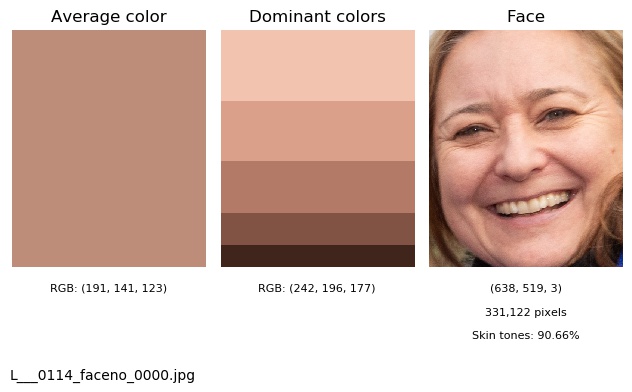 Average color
Dominant colors
Face
RGB: (191, 141, 123)
RGB: (242, 196, 177)
(638, 519, 3)
331,122 pixels
Skin tones: 90.66%
L___0114_faceno_0000.jpg